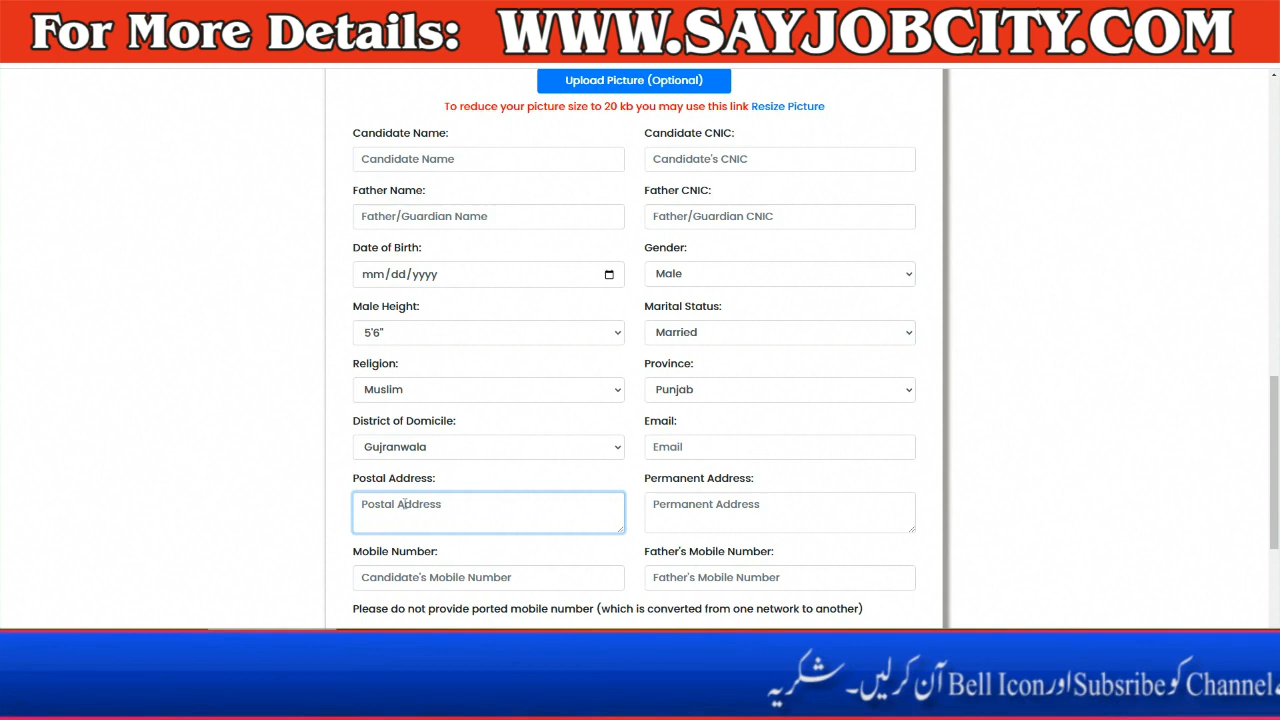 For More Details: WWW.SAYJOBCITY.COM
Upload Picture (Optional)
To reduce your picture size to 20 kb you may use this link Resize Picture
Candidate Name: Candidate CNIC:
Candidate Name Candidate's CNIC
Father Name: Father CNIC:
Father/Guardian Name Father/Guardian CNIC
Date of Birth: Gender:
mm/dd/yyyy Male
Male Height: Marital Status:
5'6" Married
Religion: Province:
Muslim Punjab
District of Domicile: Email:
Gujranwala Email
Postal Address: Permanent Address:
Postal Address Permanent Address
Mobile Number: Father's Mobile Number:
Candidate's Mobile Number Father's Mobile Number
Please do not provide ported mobile number (which is converted from one network to another)
Channel کو Subsribe اور Bell Icon آن کرلیں۔ شکریہ